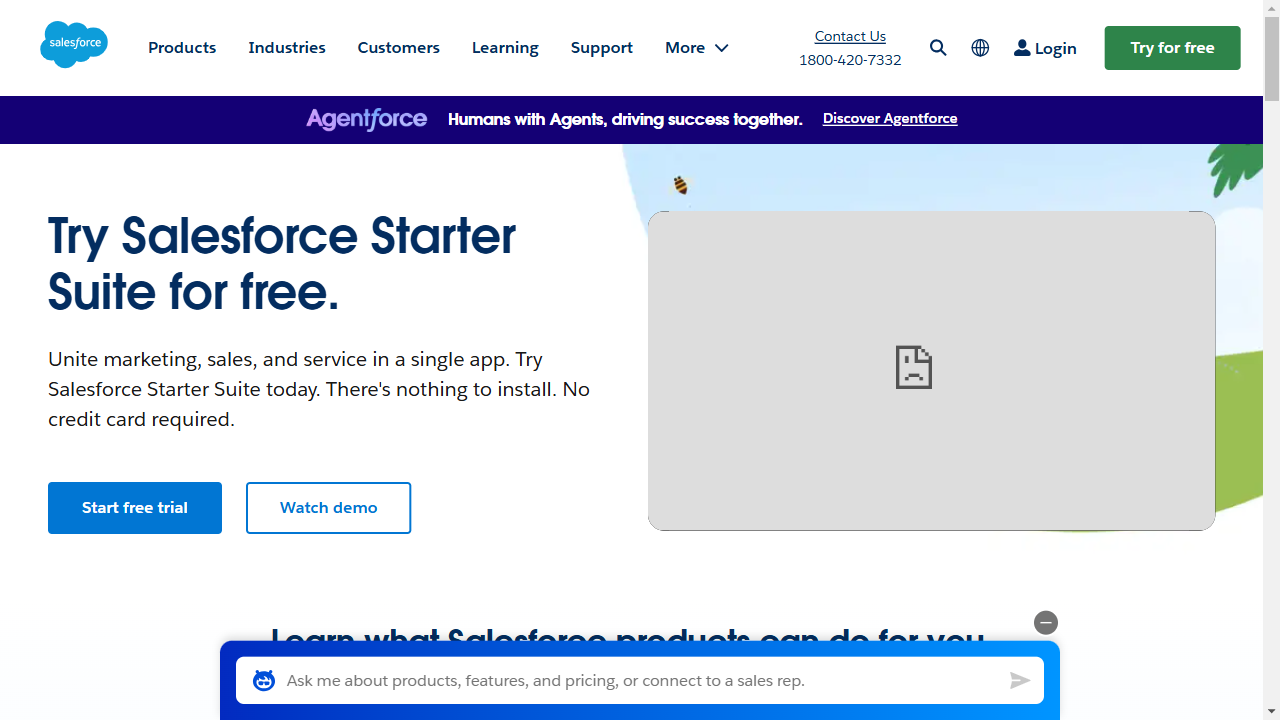 salesforce
Products
Industries
Customers
Learning
Support
More
Contact Us
1800-420-7332
Login
Try for free
Agentforce
Humans with Agents, driving success together.
Discover Agentforce
Try Salesforce Starter
Suite for free.
Unite marketing, sales, and service in a single app. Try
Salesforce Starter Suite today. There's nothing to install. No
credit card required.
Start free trial
Watch demo
Learn what Salesforce products can do for you
Ask me about products, features, and pricing, or connect to a sales rep.